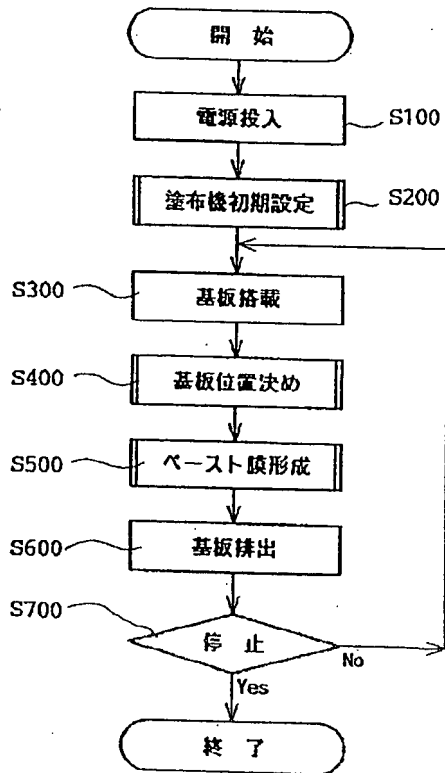 開 始
電源投入 S100
塗布機初期設定 S200
S300 基板搭載
S400 基板位置決め
S500 ペースト膜形成
S600 基板排出
S700 停 止 No
Yes
終 了